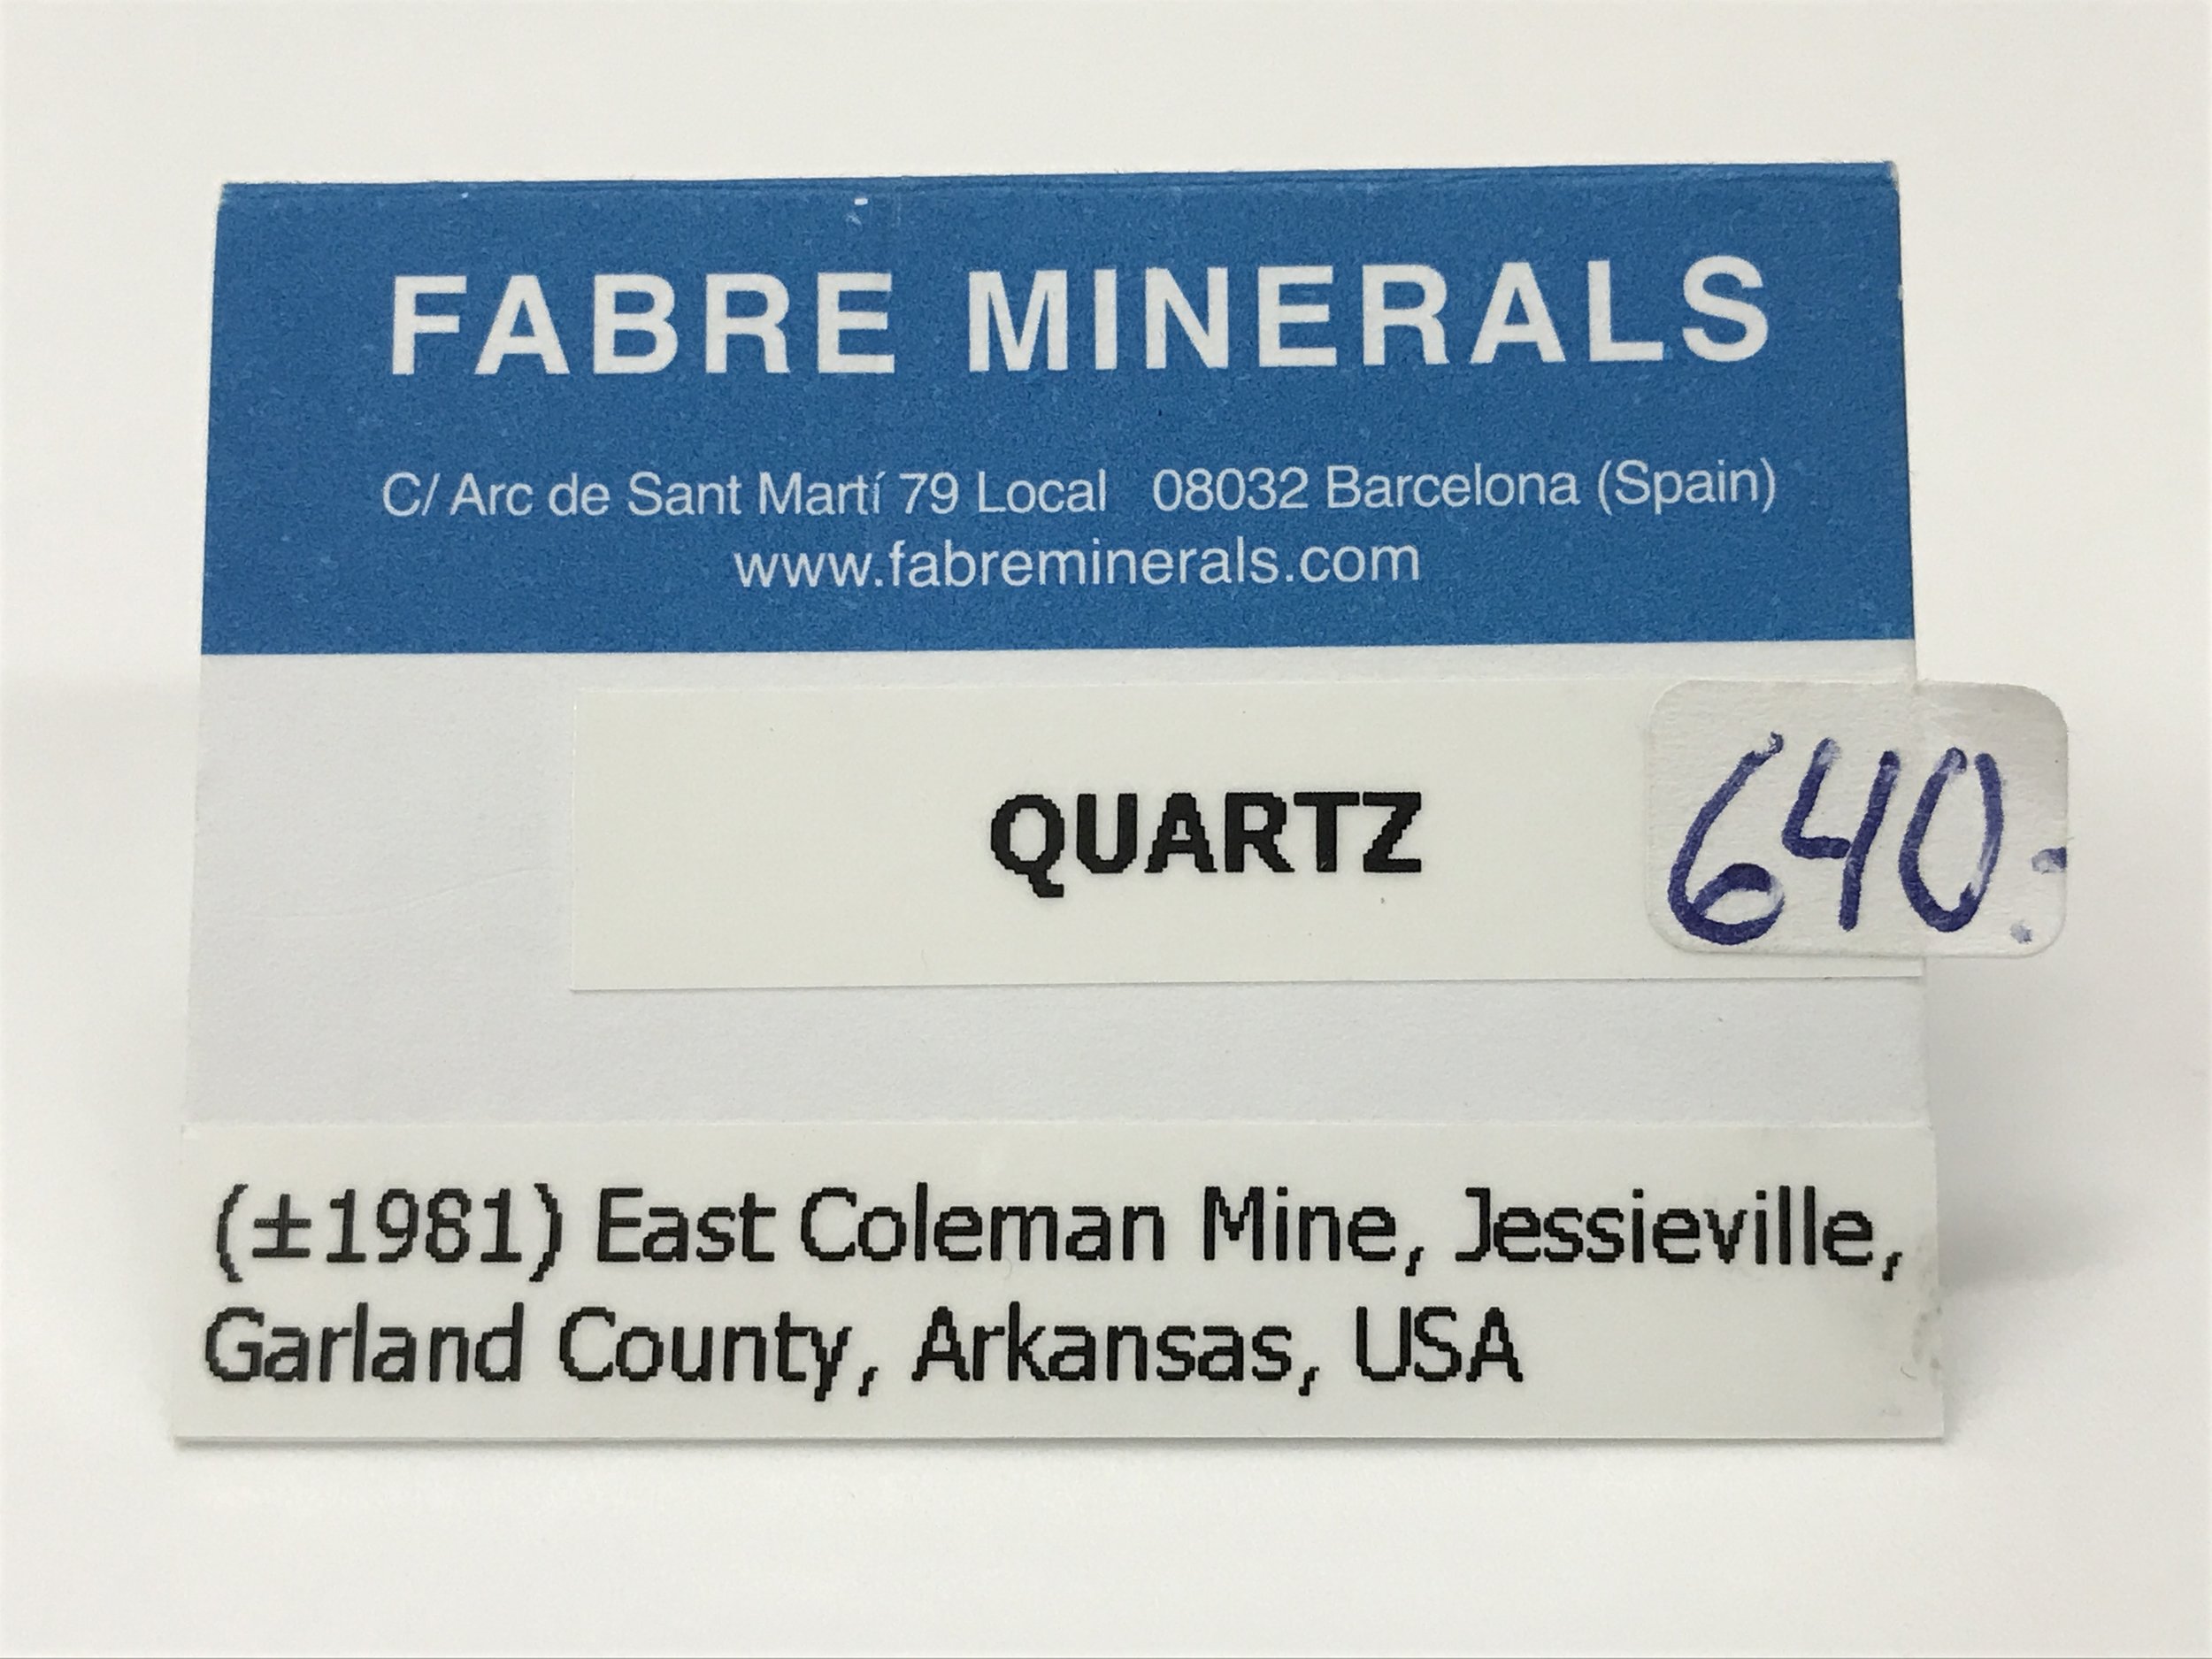 FABRE MINERALS
C/ Arc de Sant Martí 79 Local 08032 Barcelona (Spain)
www.fabreminerals.com
QUARTZ
640.-
(±1981) East Coleman Mine, Jessieville,
Garland County, Arkansas, USA